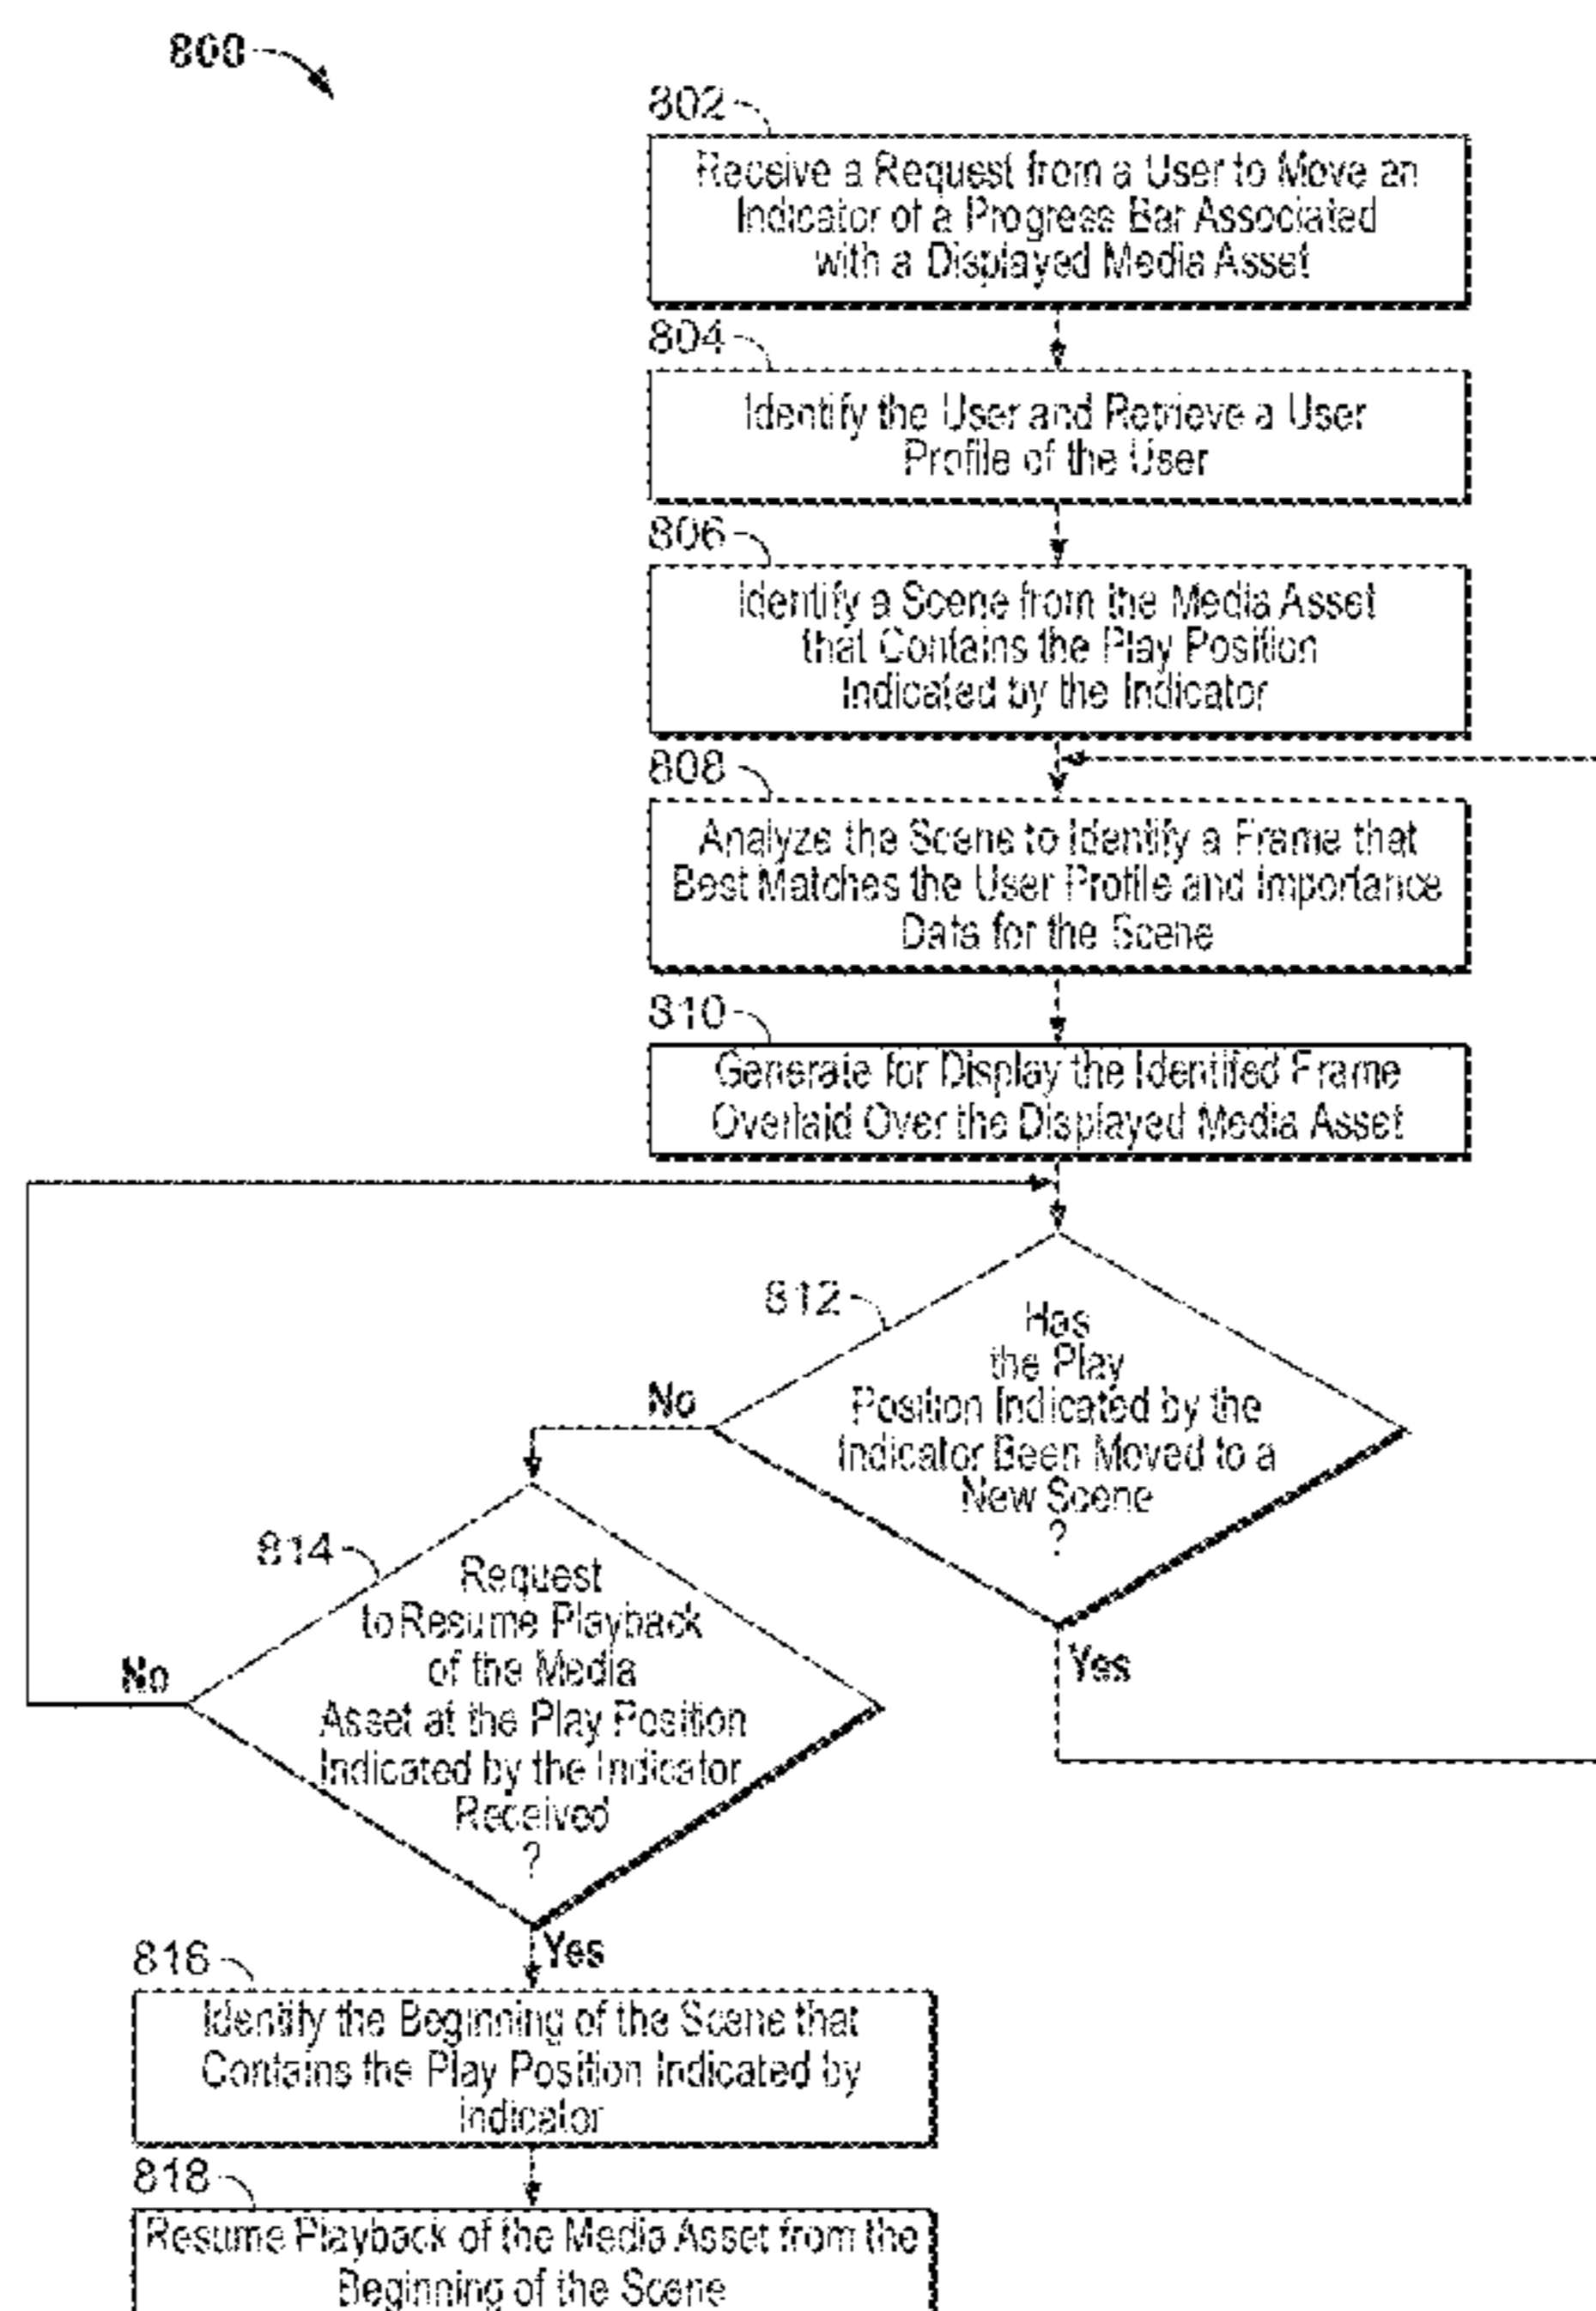 800
802
Receive a Request from a User to Move an
Indicator of a Progress Bar Associated
with a Displayed Media Asset
804
Identify the User and Retrieve a User
Profile of the User
806
Identify a Scene from the Media Asset
that Contains the Play Position
Indicated by the Indicator
808
Analyze the Scene to Identify a Frame that
Best Matches the User Profile and Importance
Data for the Scene
810
Generate for Display the Identifed Frame
Overlaid Over the Displayed Media Asset
812
Has
the Play
Position Indicated by the
Indicator Been Moved to a
New Scene
?
No
Yes
814
Request
to Resume Playback
of the Media
Asset at the Play Position
Indicated by the Indicator
Received
?
No
Yes
816
Identify the Beginning of the Scene that
Contains the Play Position Indicated by
Indicator
818
Resume Playback of the Media Asset from the
Beginning of the Scene